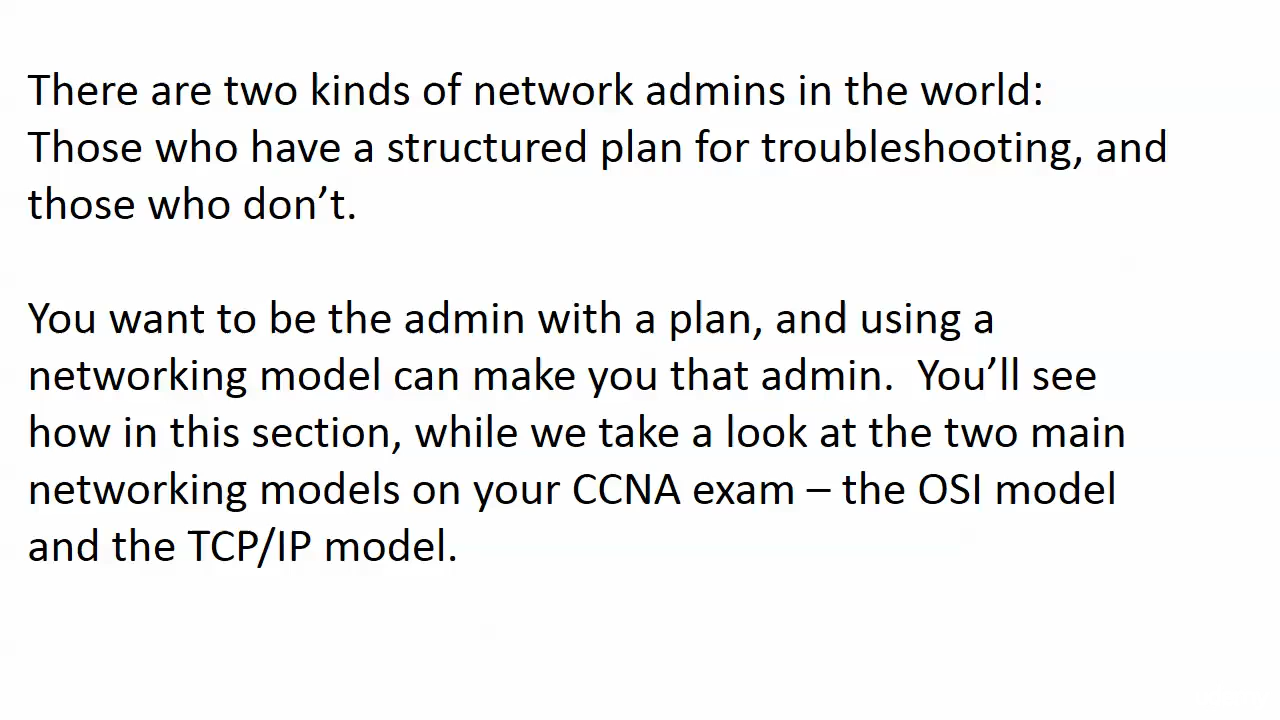 There are two kinds of network admins in the world:
Those who have a structured plan for troubleshooting, and
those who don’t.
You want to be the admin with a plan, and using a
networking model can make you that admin.  You’ll see
how in this section, while we take a look at the two main
networking models on your CCNA exam – the OSI model
and the TCP/IP model.